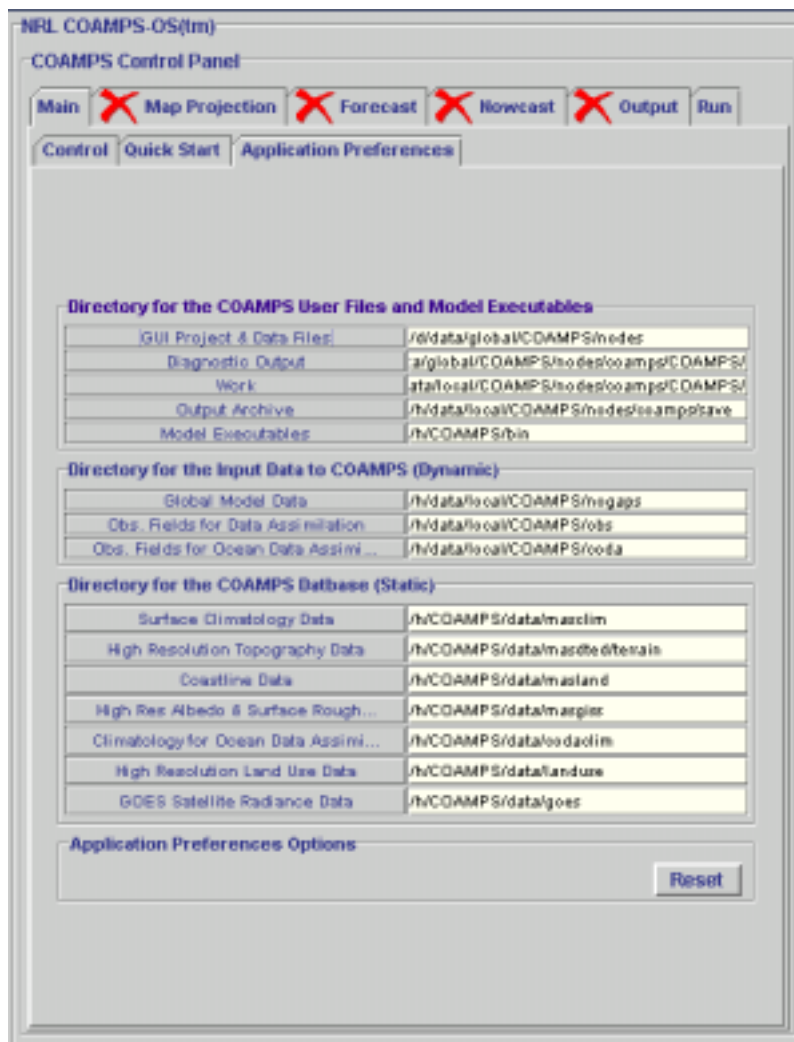 NRL COAMPS-OS(tm)
COAMPS Control Panel
Main Map Projection Forecast Nowcast Output Run
Control Quick Start Application Preferences
Directory for the COAMPS User Files and Model Executables
GUI Project & Data Files /d/data/global/COAMPS/nodes
Diagnostic Output a/global/COAMPS/nodes/coamps/COAMPS/
Work ata/local/COAMPS/nodes/coamps/COAMPS/
Output Archive /h/data/local/COAMPS/nodes/coamps/save
Model Executables /h/COAMPS/bin
Directory for the Input Data to COAMPS (Dynamic)
Global Model Data /h/data/local/COAMPS/nogaps
Obs. Fields for Data Assimilation /h/data/local/COAMPS/obs
Obs. Fields for Ocean Data Assimi... /h/data/local/COAMPS/coda
Directory for the COAMPS Datbase (Static)
Surface Climatology Data /h/COAMPS/data/masclim
High Resolution Topography Data /h/COAMPS/data/masdted/terrain
Coastline Data /h/COAMPS/data/masland
High Res Albedo & Surface Rough... /h/COAMPS/data/masgiss
Climatology for Ocean Data Assimi... /h/COAMPS/data/codaclim
High Resolution Land Use Data /h/COAMPS/data/landuse
GOES Satellite Radiance Data /h/COAMPS/data/goes
Application Preferences Options
Reset